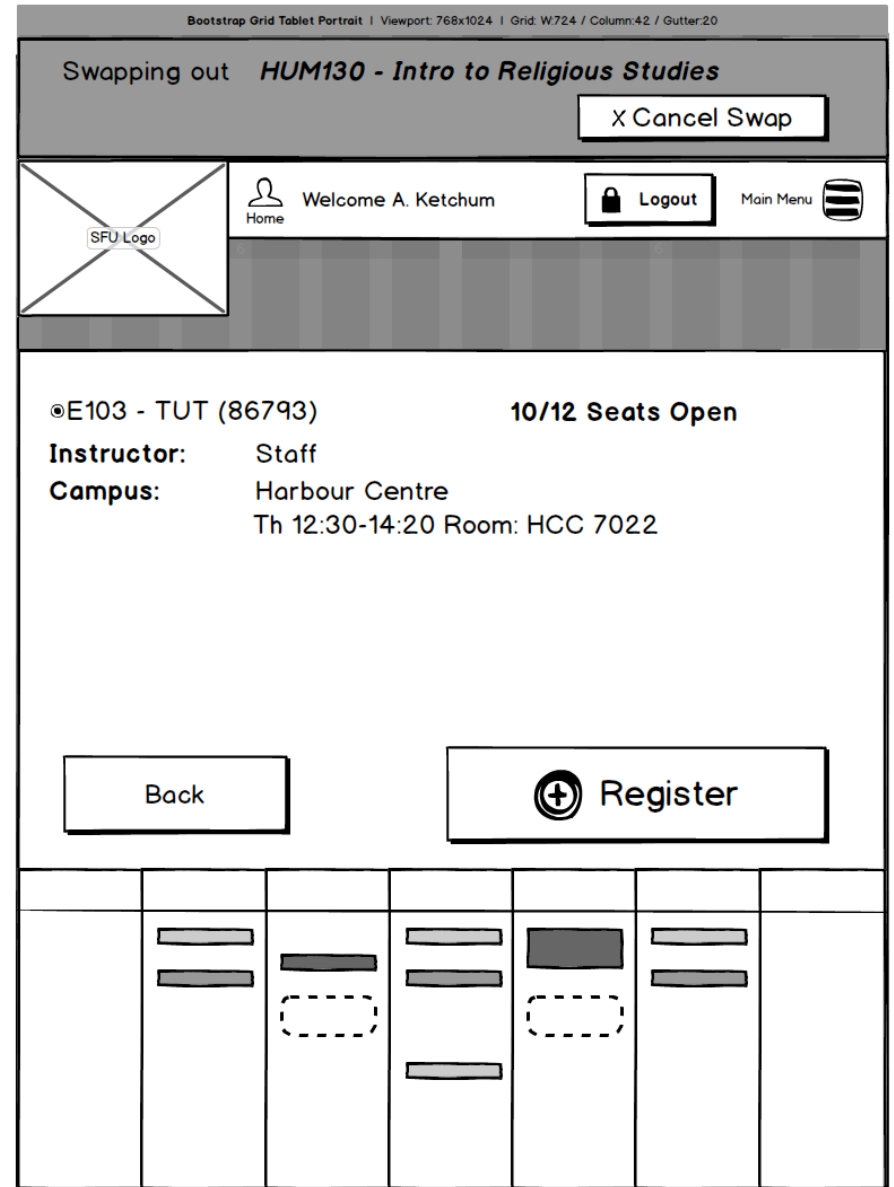 Bootstrap Grid Tablet Portrait | Viewport: 768x1024 | Grid: W:724 / Column:42 / Gutter:20
Swapping out HUM130 - Intro to Religious Studies
X Cancel Swap
SFU Logo
Home
Welcome A. Ketchum
Logout
Main Menu
E103 - TUT (86793) 10/12 Seats Open
Instructor: Staff
Campus: Harbour Centre
Th 12:30-14:20 Room: HCC 7022
Back
Register